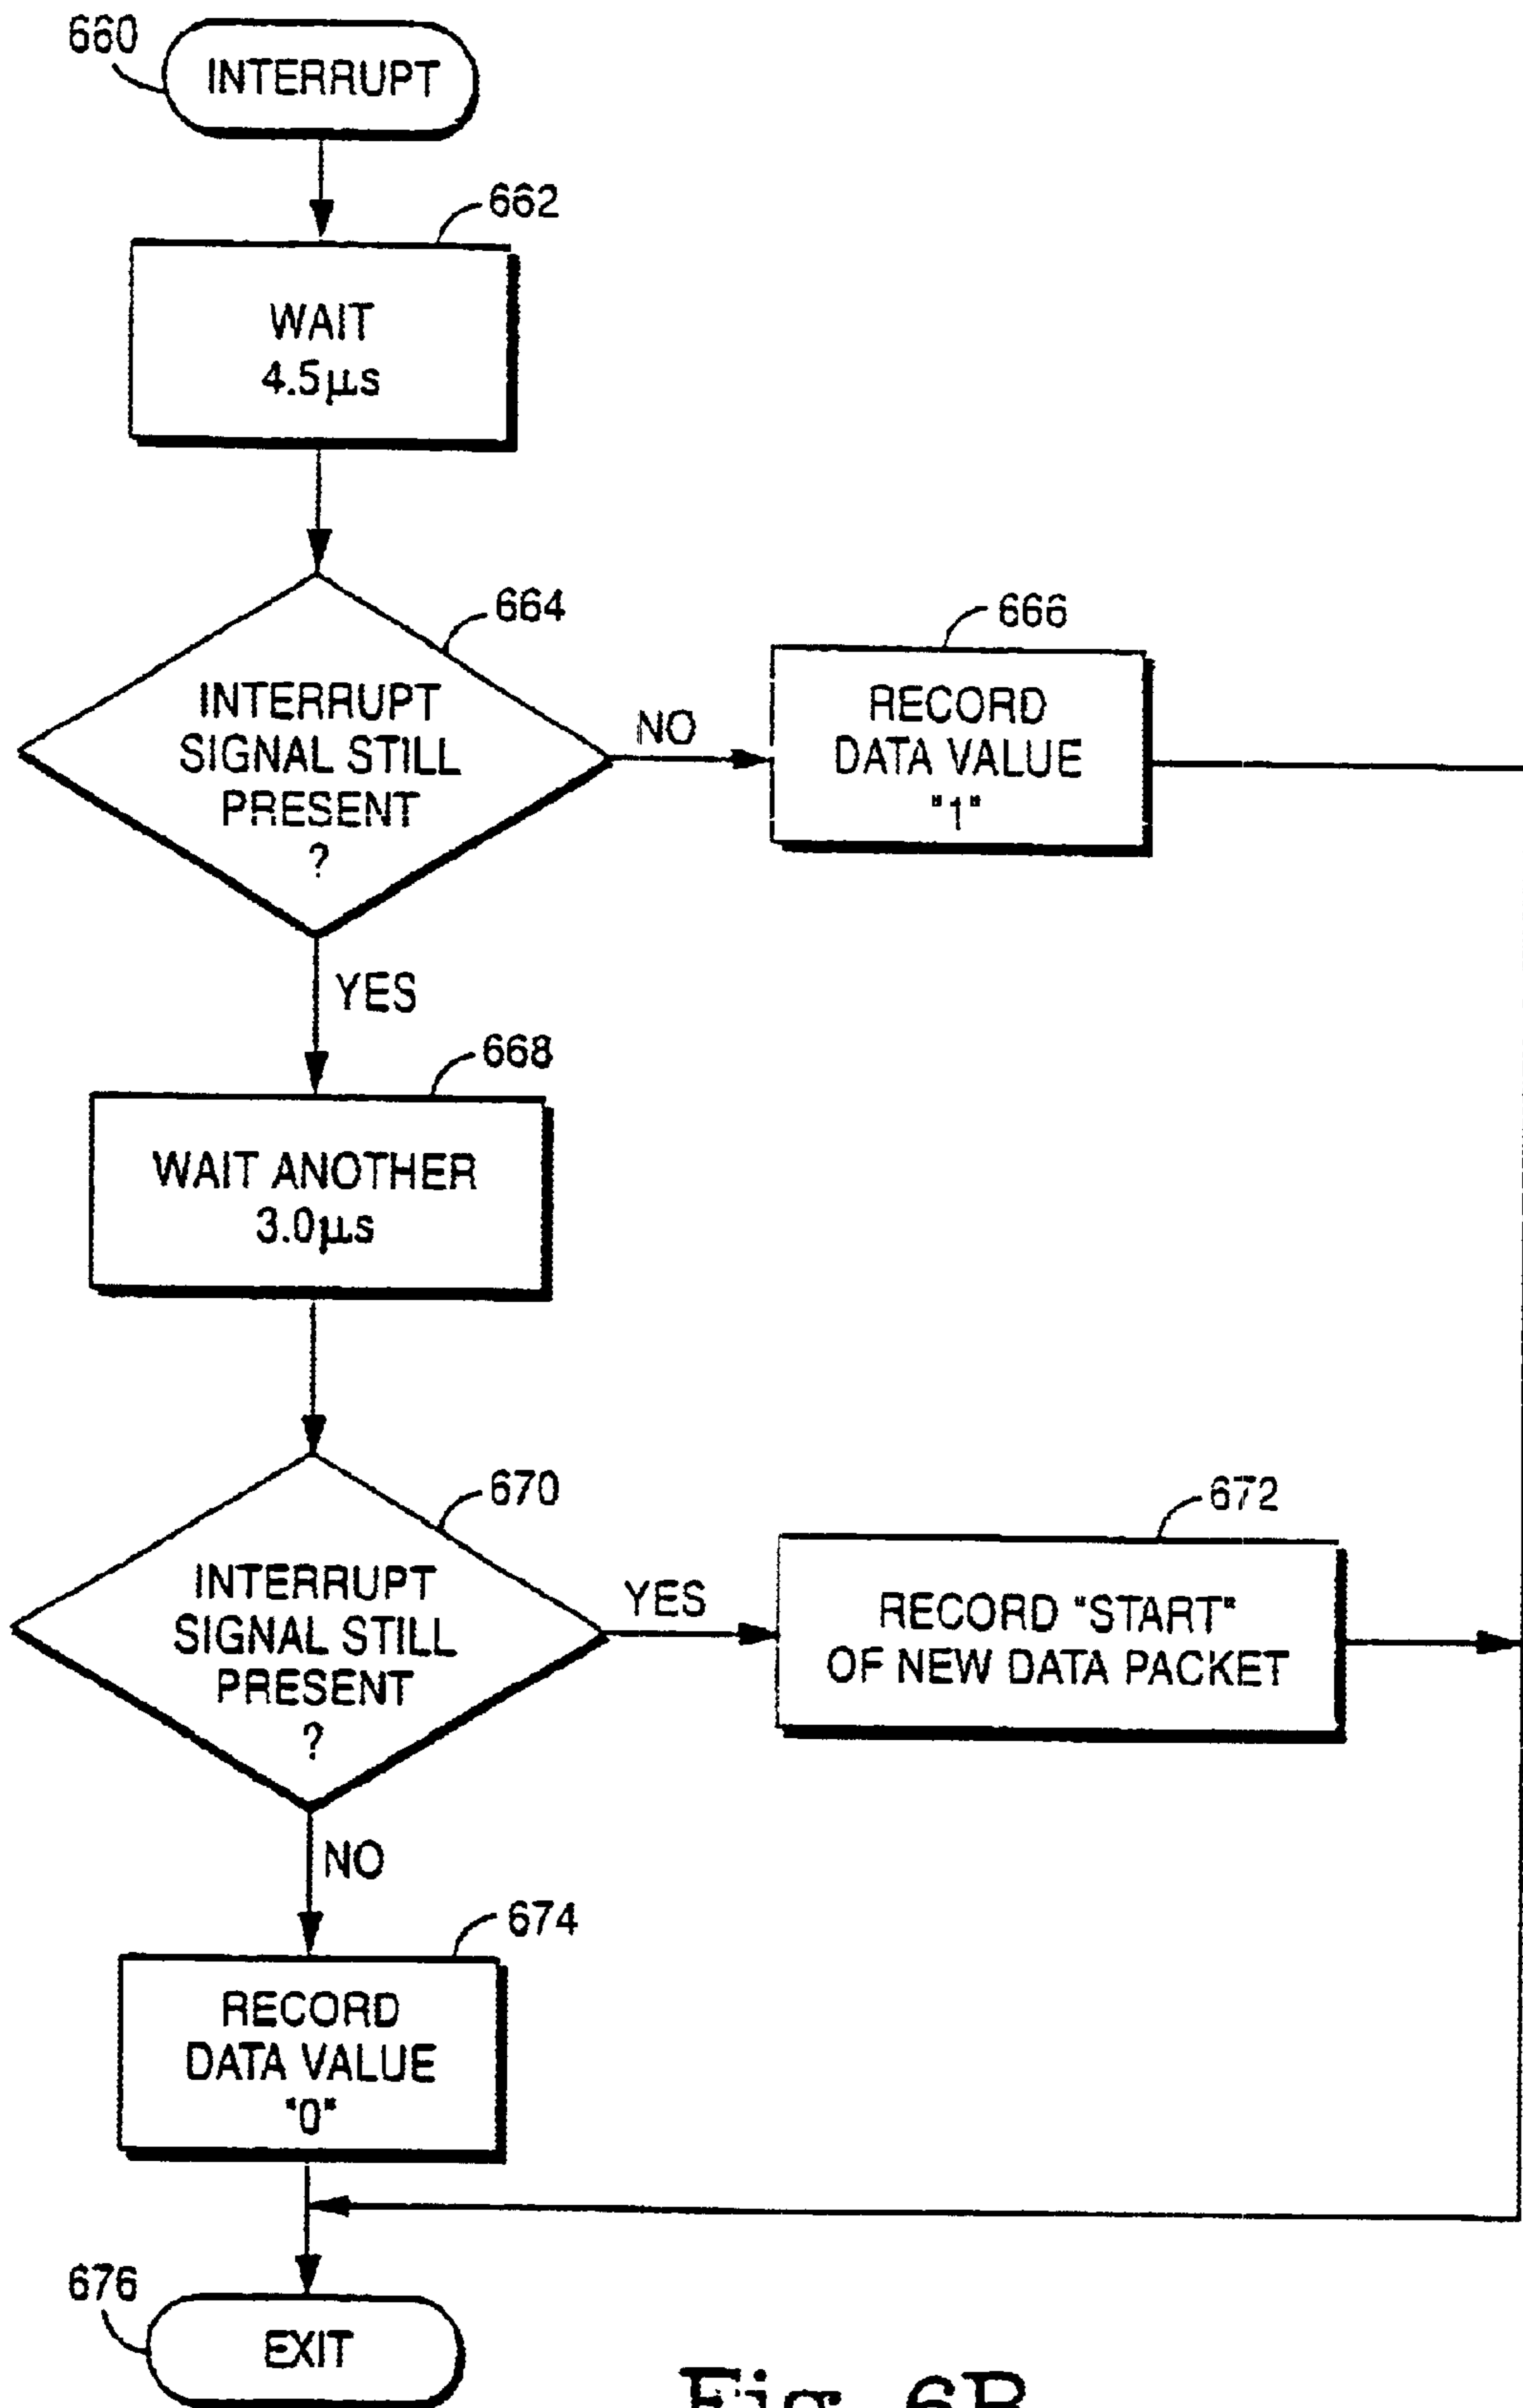 660
INTERRUPT
662
WAIT
4.5µs
664
INTERRUPT
SIGNAL STILL
PRESENT
?
NO
666
RECORD
DATA VALUE
"1"
YES
668
WAIT ANOTHER
3.0µs
670
INTERRUPT
SIGNAL STILL
PRESENT
?
YES
672
RECORD "START"
OF NEW DATA PACKET
NO
674
RECORD
DATA VALUE
"0"
676
EXIT
Fig. 6B